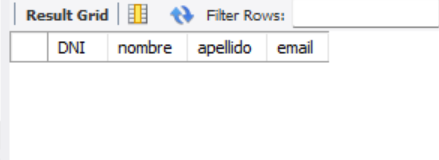 Result Grid Filter Rows:
DNI nombre apellido email